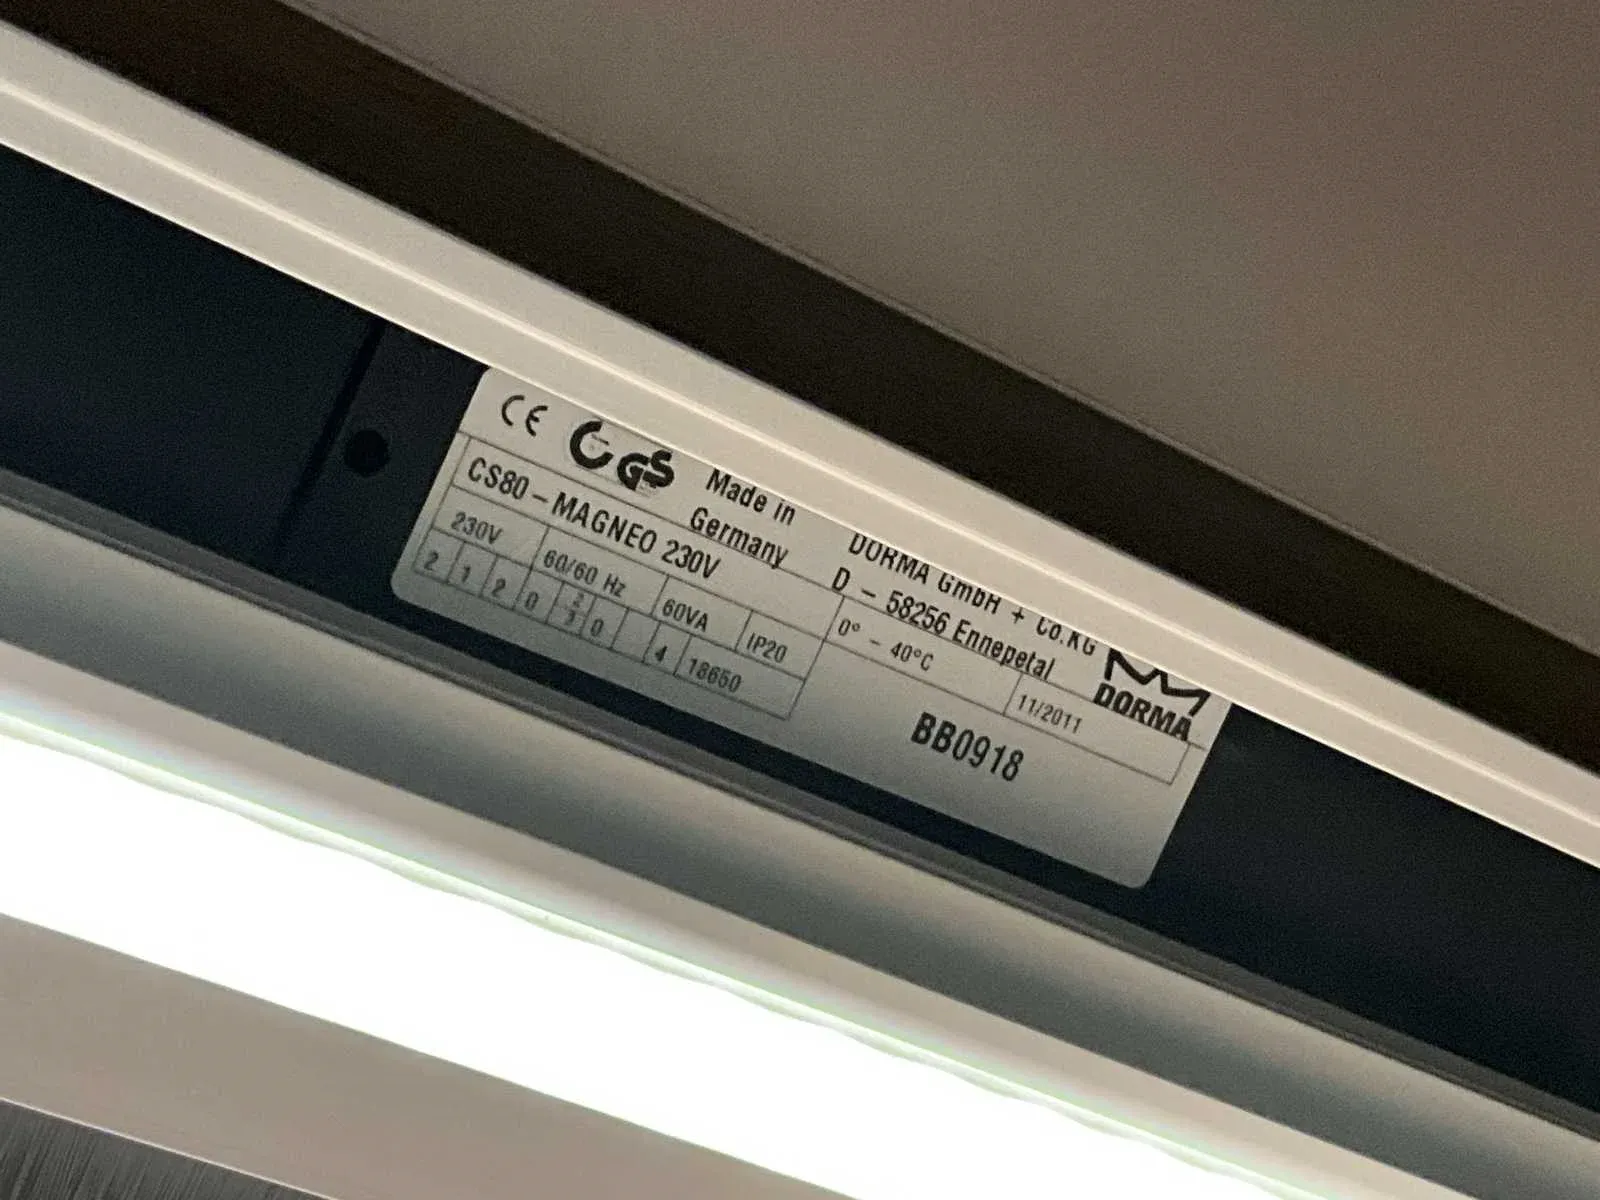 CE GS
Made in
Germany
DORMA GmbH + Co.KG
D – 58256 Ennepetal
DORMA
CS80 – MAGNEO 230V
0° – 40°C
11/2011
230V 60/60 Hz 60VA IP20
2 1 2 0 2/3 0 4 18650
BB0918